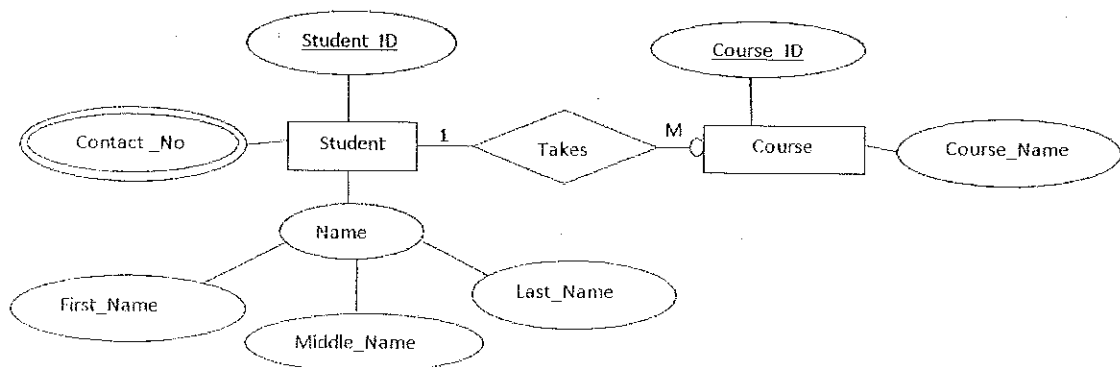 Student_ID
Course_ID
Contact _No
Student
1
Takes
M
Course
Course_Name
Name
First_Name
Last_Name
Middle_Name